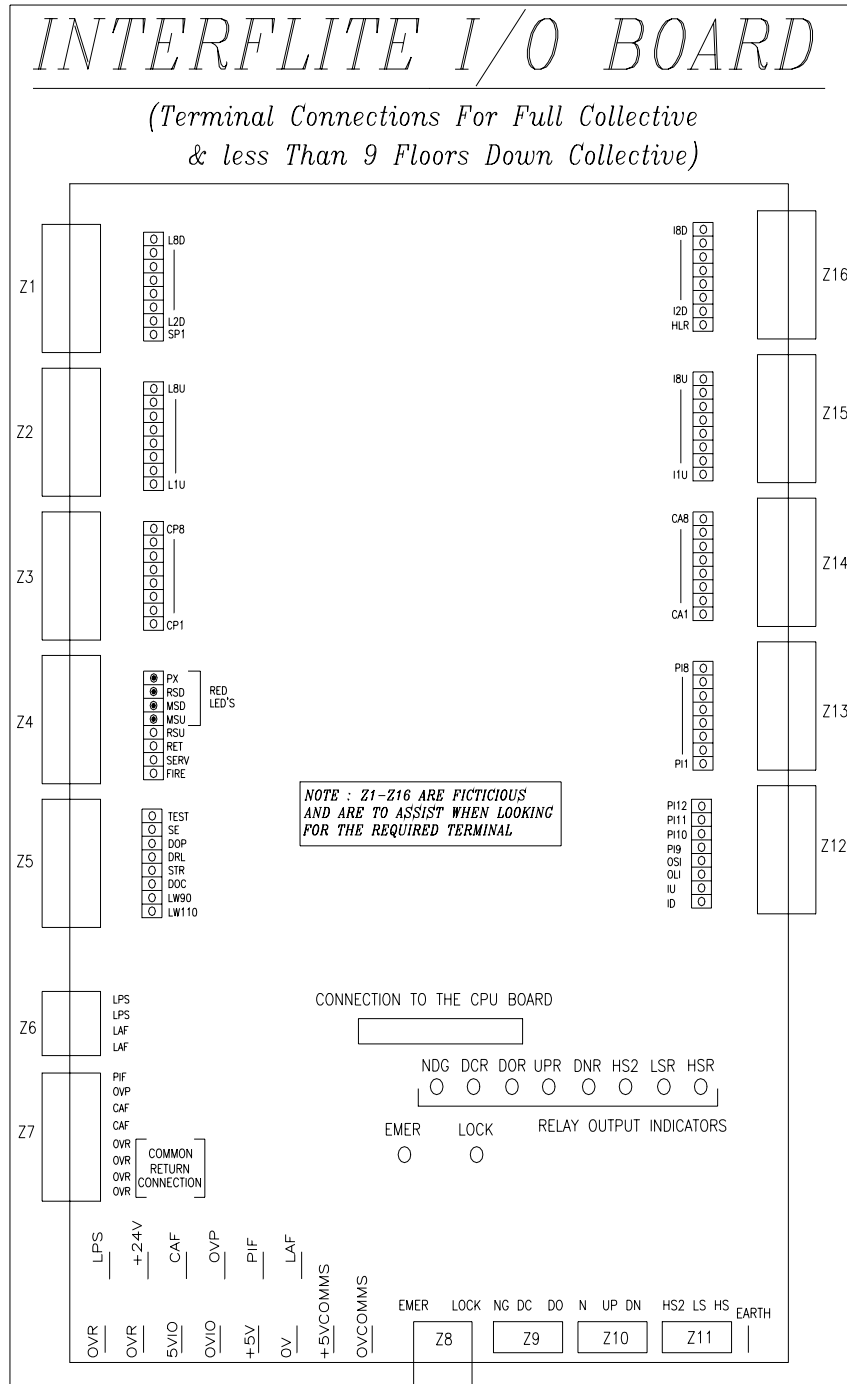 INTERFLITE I/O BOARD
(Terminal Connections For Full Collective
& less Than 9 Floors Down Collective)
Z1
L8D
L2D
SP1
Z2
L8U
L1U
Z3
CP8
CP1
Z4
PX
RSD
MSD
MSU
RSU
RET
SERV
FIRE
RED
LED'S
Z5
TEST
SE
DOP
DRL
STR
DOC
LW90
LW110
Z16
I8D
I2D
HLR
Z15
I8U
I1U
Z14
CA8
CA1
Z13
PI8
PI1
Z12
PI12
PI11
PI10
PI9
OSI
OLI
IU
ID
NOTE : Z1-Z16 ARE FICTICIOUS
AND ARE TO ASSIST WHEN LOOKING
FOR THE REQUIRED TERMINAL
Z6
LPS
LPS
LAF
LAF
Z7
PIF
OVP
CAF
CAF
OVR
OVR
OVR
OVR
COMMON
RETURN
CONNECTION
CONNECTION TO THE CPU BOARD
NDG DCR DOR UPR DNR HS2 LSR HSR
RELAY OUTPUT INDICATORS
EMER LOCK
LPS +24V CAF OVP PIF LAF
OVR OVR 5VIO OVIO +5V OV +5VCOMMS OVCOMMS
EMER LOCK NG DC DO N UP DN HS2 LS HS EARTH
Z8 Z9 Z10 Z11